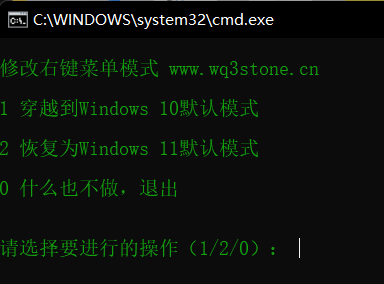 C:\WINDOWS\system32\cmd.exe
修改右键菜单模式 www.wq3stone.cn
1 穿越到Windows 10默认模式
2 恢复为Windows 11默认模式
0 什么也不做，退出
请选择要进行的操作（1/2/0）：